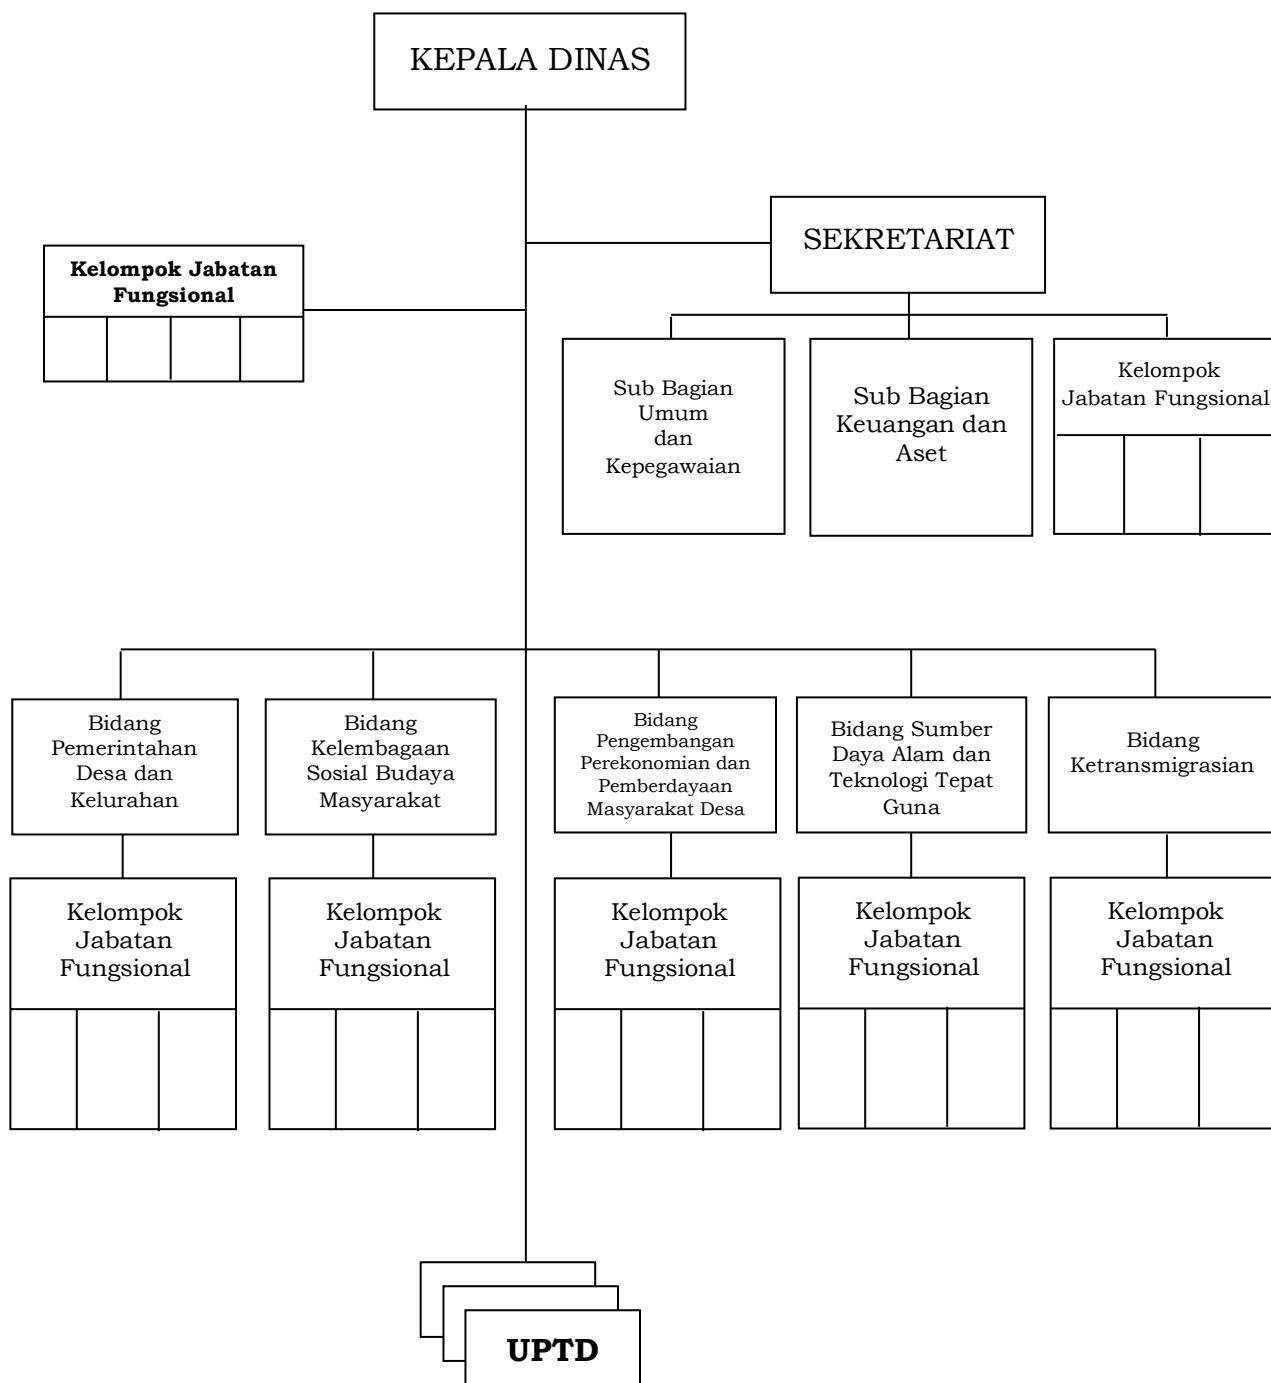 KEPALA DINAS
SEKRETARIAT
Kelompok Jabatan
Fungsional
Sub Bagian
Umum
dan
Kepegawaian
Sub Bagian
Keuangan dan
Aset
Kelompok
Jabatan Fungsional
Bidang
Pemerintahan
Desa dan
Kelurahan
Bidang
Kelembagaan
Sosial Budaya
Masyarakat
Bidang
Pengembangan
Perekonomian dan
Pemberdayaan
Masyarakat Desa
Bidang Sumber
Daya Alam dan
Teknologi Tepat
Guna
Bidang
Ketransmigrasian
Kelompok
Jabatan
Fungsional
Kelompok
Jabatan
Fungsional
Kelompok
Jabatan
Fungsional
Kelompok
Jabatan
Fungsional
Kelompok
Jabatan
Fungsional
UPTD